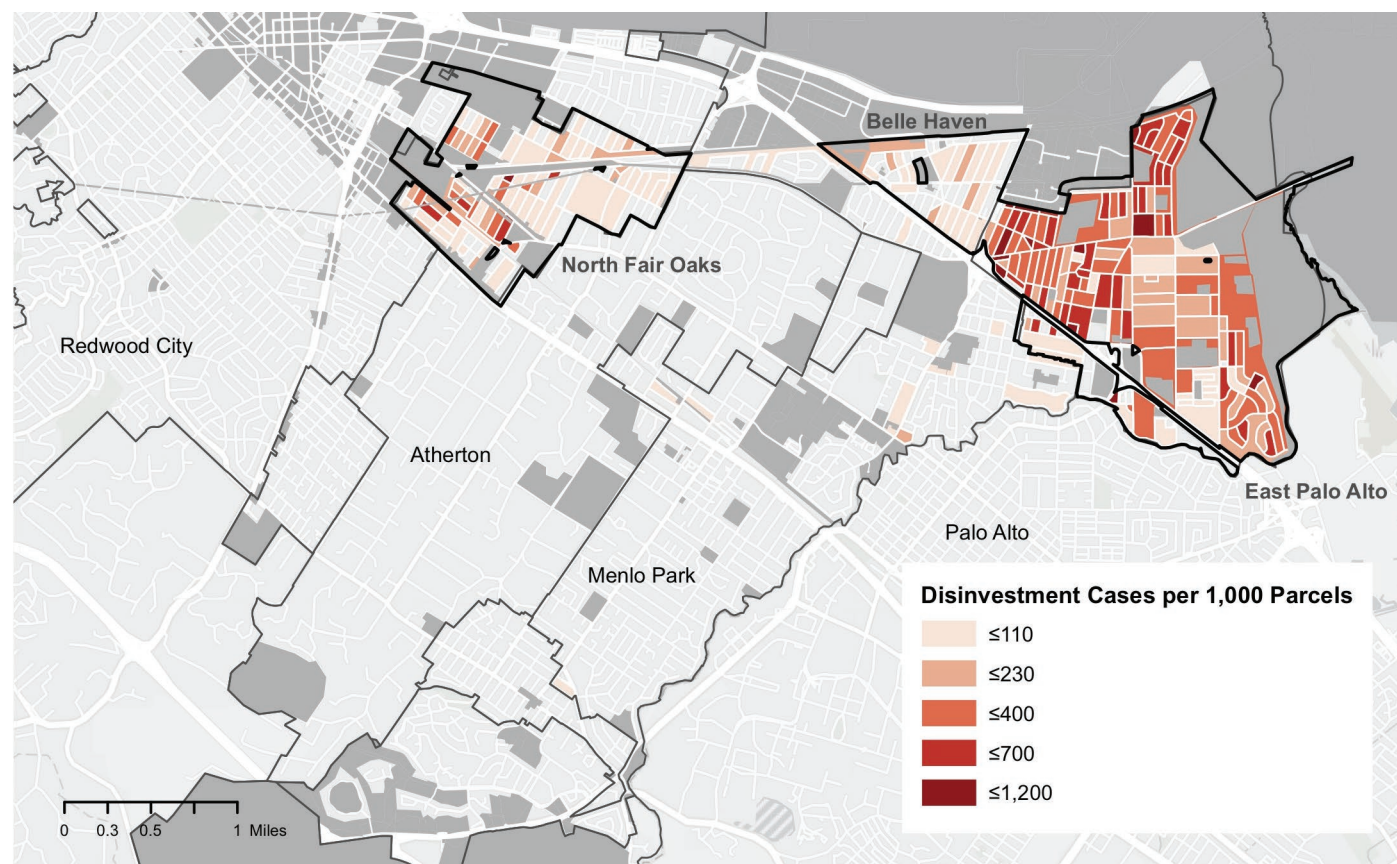 Belle Haven
North Fair Oaks
Redwood City
Atherton
East Palo Alto
Palo Alto
Menlo Park
Disinvestment Cases per 1,000 Parcels
≤110
≤230
≤400
≤700
≤1,200
0 0.3 0.5 1 Miles